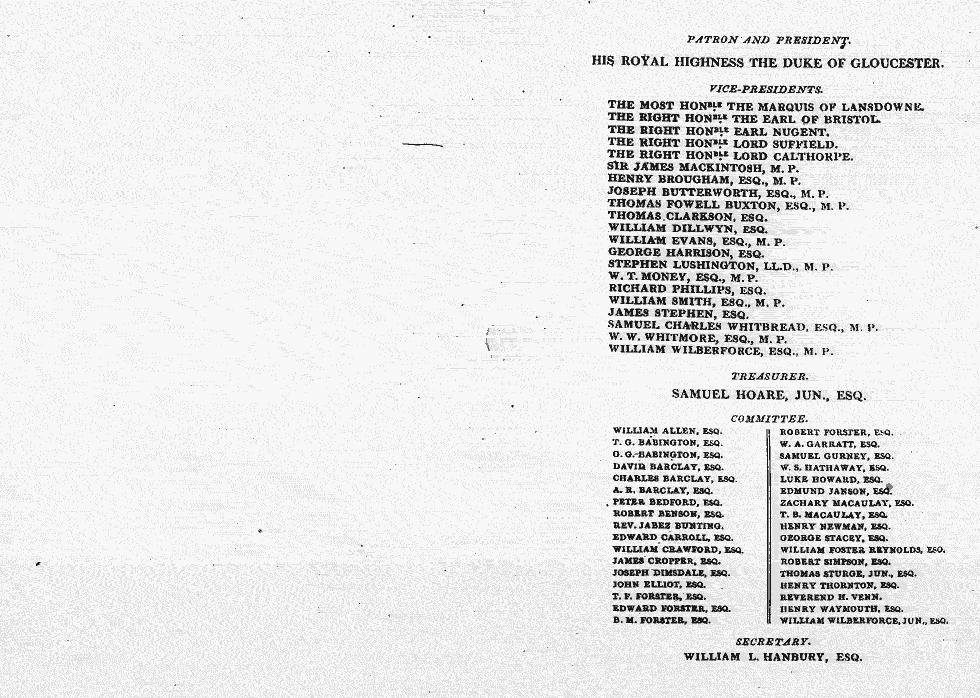 PATRON AND PRESIDENT.
HIS ROYAL HIGHNESS THE DUKE OF GLOUCESTER.
VICE-PRESIDENTS.
THE MOST HONBLE THE MARQUIS OF LANSDOWNE.
THE RIGHT HONBLE THE EARL OF BRISTOL.
THE RIGHT HONBLE EARL NUGENT.
THE RIGHT HONBLE LORD SUFFIELD.
THE RIGHT HONBLE LORD CALTHORPE.
SIR JAMES MACKINTOSH, M. P.
HENRY BROUGHAM, ESQ., M. P.
JOSEPH BUTTERWORTH, ESQ., M. P.
THOMAS FOWELL BUXTON, ESQ., M. P.
THOMAS CLARKSON, ESQ.
WILLIAM DILLWYN, ESQ.
WILLIAM EVANS, ESQ., M. P.
GEORGE HARRISON, ESQ.
STEPHEN LUSHINGTON, LL.D., M. P.
W. T. MONEY, ESQ., M. P.
RICHARD PHILLIPS, ESQ.
WILLIAM SMITH, ESQ., M. P.
JAMES STEPHEN, ESQ.
SAMUEL CHARLES WHITBREAD, ESQ., M. P.
W. W. WHITMORE, ESQ., M. P.
WILLIAM WILBERFORCE, ESQ., M. P.
TREASURER.
SAMUEL HOARE, JUN., ESQ.
COMMITTEE.
WILLIAM ALLEN, ESQ.
T. G. BABINGTON, ESQ.
G. G. BABINGTON, ESQ.
DAVID BARCLAY, ESQ.
CHARLES BARCLAY, ESQ.
A. R. BARCLAY, ESQ.
PETER BEDFORD, ESQ.
ROBERT BENSON, ESQ.
REV. JABEZ BUNTING.
EDWARD CARROLL, ESQ.
WILLIAM CRAWFORD, ESQ.
JAMES CROPPER, ESQ.
JOSEPH DIMSDALE, ESQ.
JOHN ELLIOT, ESQ.
T. F. FORSTER, ESQ.
EDWARD FORSTER, ESQ.
B. M. FORSTER, ESQ.
ROBERT FORSTER, ESQ.
W. A. GARRATT, ESQ.
SAMUEL GURNEY, ESQ.
W. S. HATHAWAY, ESQ.
LUKE HOWARD, ESQ.
EDMUND JANSON, ESQ.
ZACHARY MACAULAY, ESQ.
T. B. MACAULAY, ESQ.
HENRY NEWMAN, ESQ.
GEORGE STACEY, ESQ.
WILLIAM FOSTER REYNOLDS, ESQ.
ROBERT SIMPSON, ESQ.
THOMAS STURGE, JUN., ESQ.
HENRY THORNTON, ESQ.
REVEREND H. VENN.
HENRY WAYMOUTH, ESQ.
WILLIAM WILBERFORCE, JUN., ESQ.
SECRETARY.
WILLIAM L. HANBURY, ESQ.